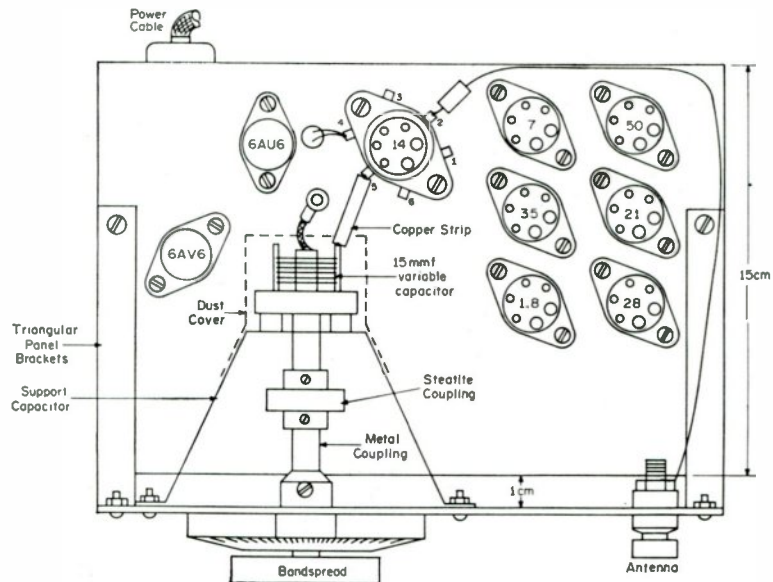 Power
Cable
3
2
4
14
1
5
6
6AU6
7
50
6AV6
35
21
Copper Strip
15mmf
variable
capacitor
15cm
Dust
Cover
1.8
28
Triangular
Panel
Brackets
Support
Capacitor
Steatite
Coupling
Metal
Coupling
1cm
Bandspread
Antenna